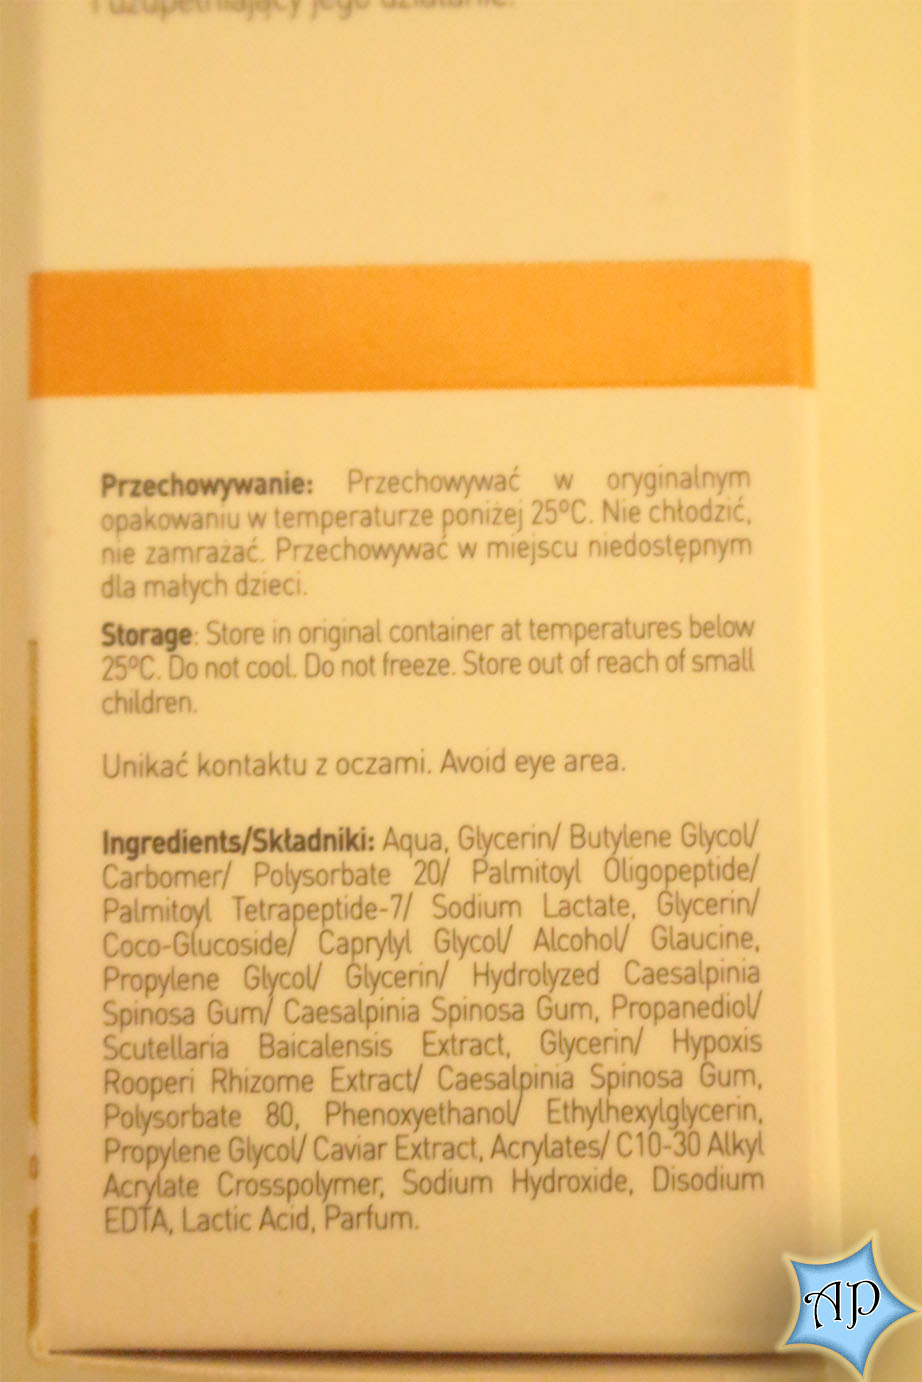 i uzupełniający jego działanie.
Przechowywanie: Przechowywać w oryginalnym
opakowaniu w temperaturze poniżej 25ºC. Nie chłodzić,
nie zamrażać. Przechowywać w miejscu niedostępnym
dla małych dzieci.
Storage: Store in original container at temperatures below
25ºC. Do not cool. Do not freeze. Store out of reach of small
children.
Unikać kontaktu z oczami. Avoid eye area.
Ingredients/Składniki: Aqua, Glycerin/ Butylene Glycol/
Carbomer/ Polysorbate 20/ Palmitoyl Oligopeptide/
Palmitoyl Tetrapeptide-7/ Sodium Lactate, Glycerin/
Coco-Glucoside/ Caprylyl Glycol/ Alcohol/ Glaucine,
Propylene Glycol/ Glycerin/ Hydrolyzed Caesalpinia
Spinosa Gum/ Caesalpinia Spinosa Gum, Propanediol/
Scutellaria Baicalensis Extract, Glycerin/ Hypoxis
Rooperi Rhizome Extract/ Caesalpinia Spinosa Gum,
Polysorbate 80, Phenoxyethanol/ Ethylhexylglycerin,
Propylene Glycol/ Caviar Extract, Acrylates/ C10-30 Alkyl
Acrylate Crosspolymer, Sodium Hydroxide, Disodium
EDTA, Lactic Acid, Parfum.
AP